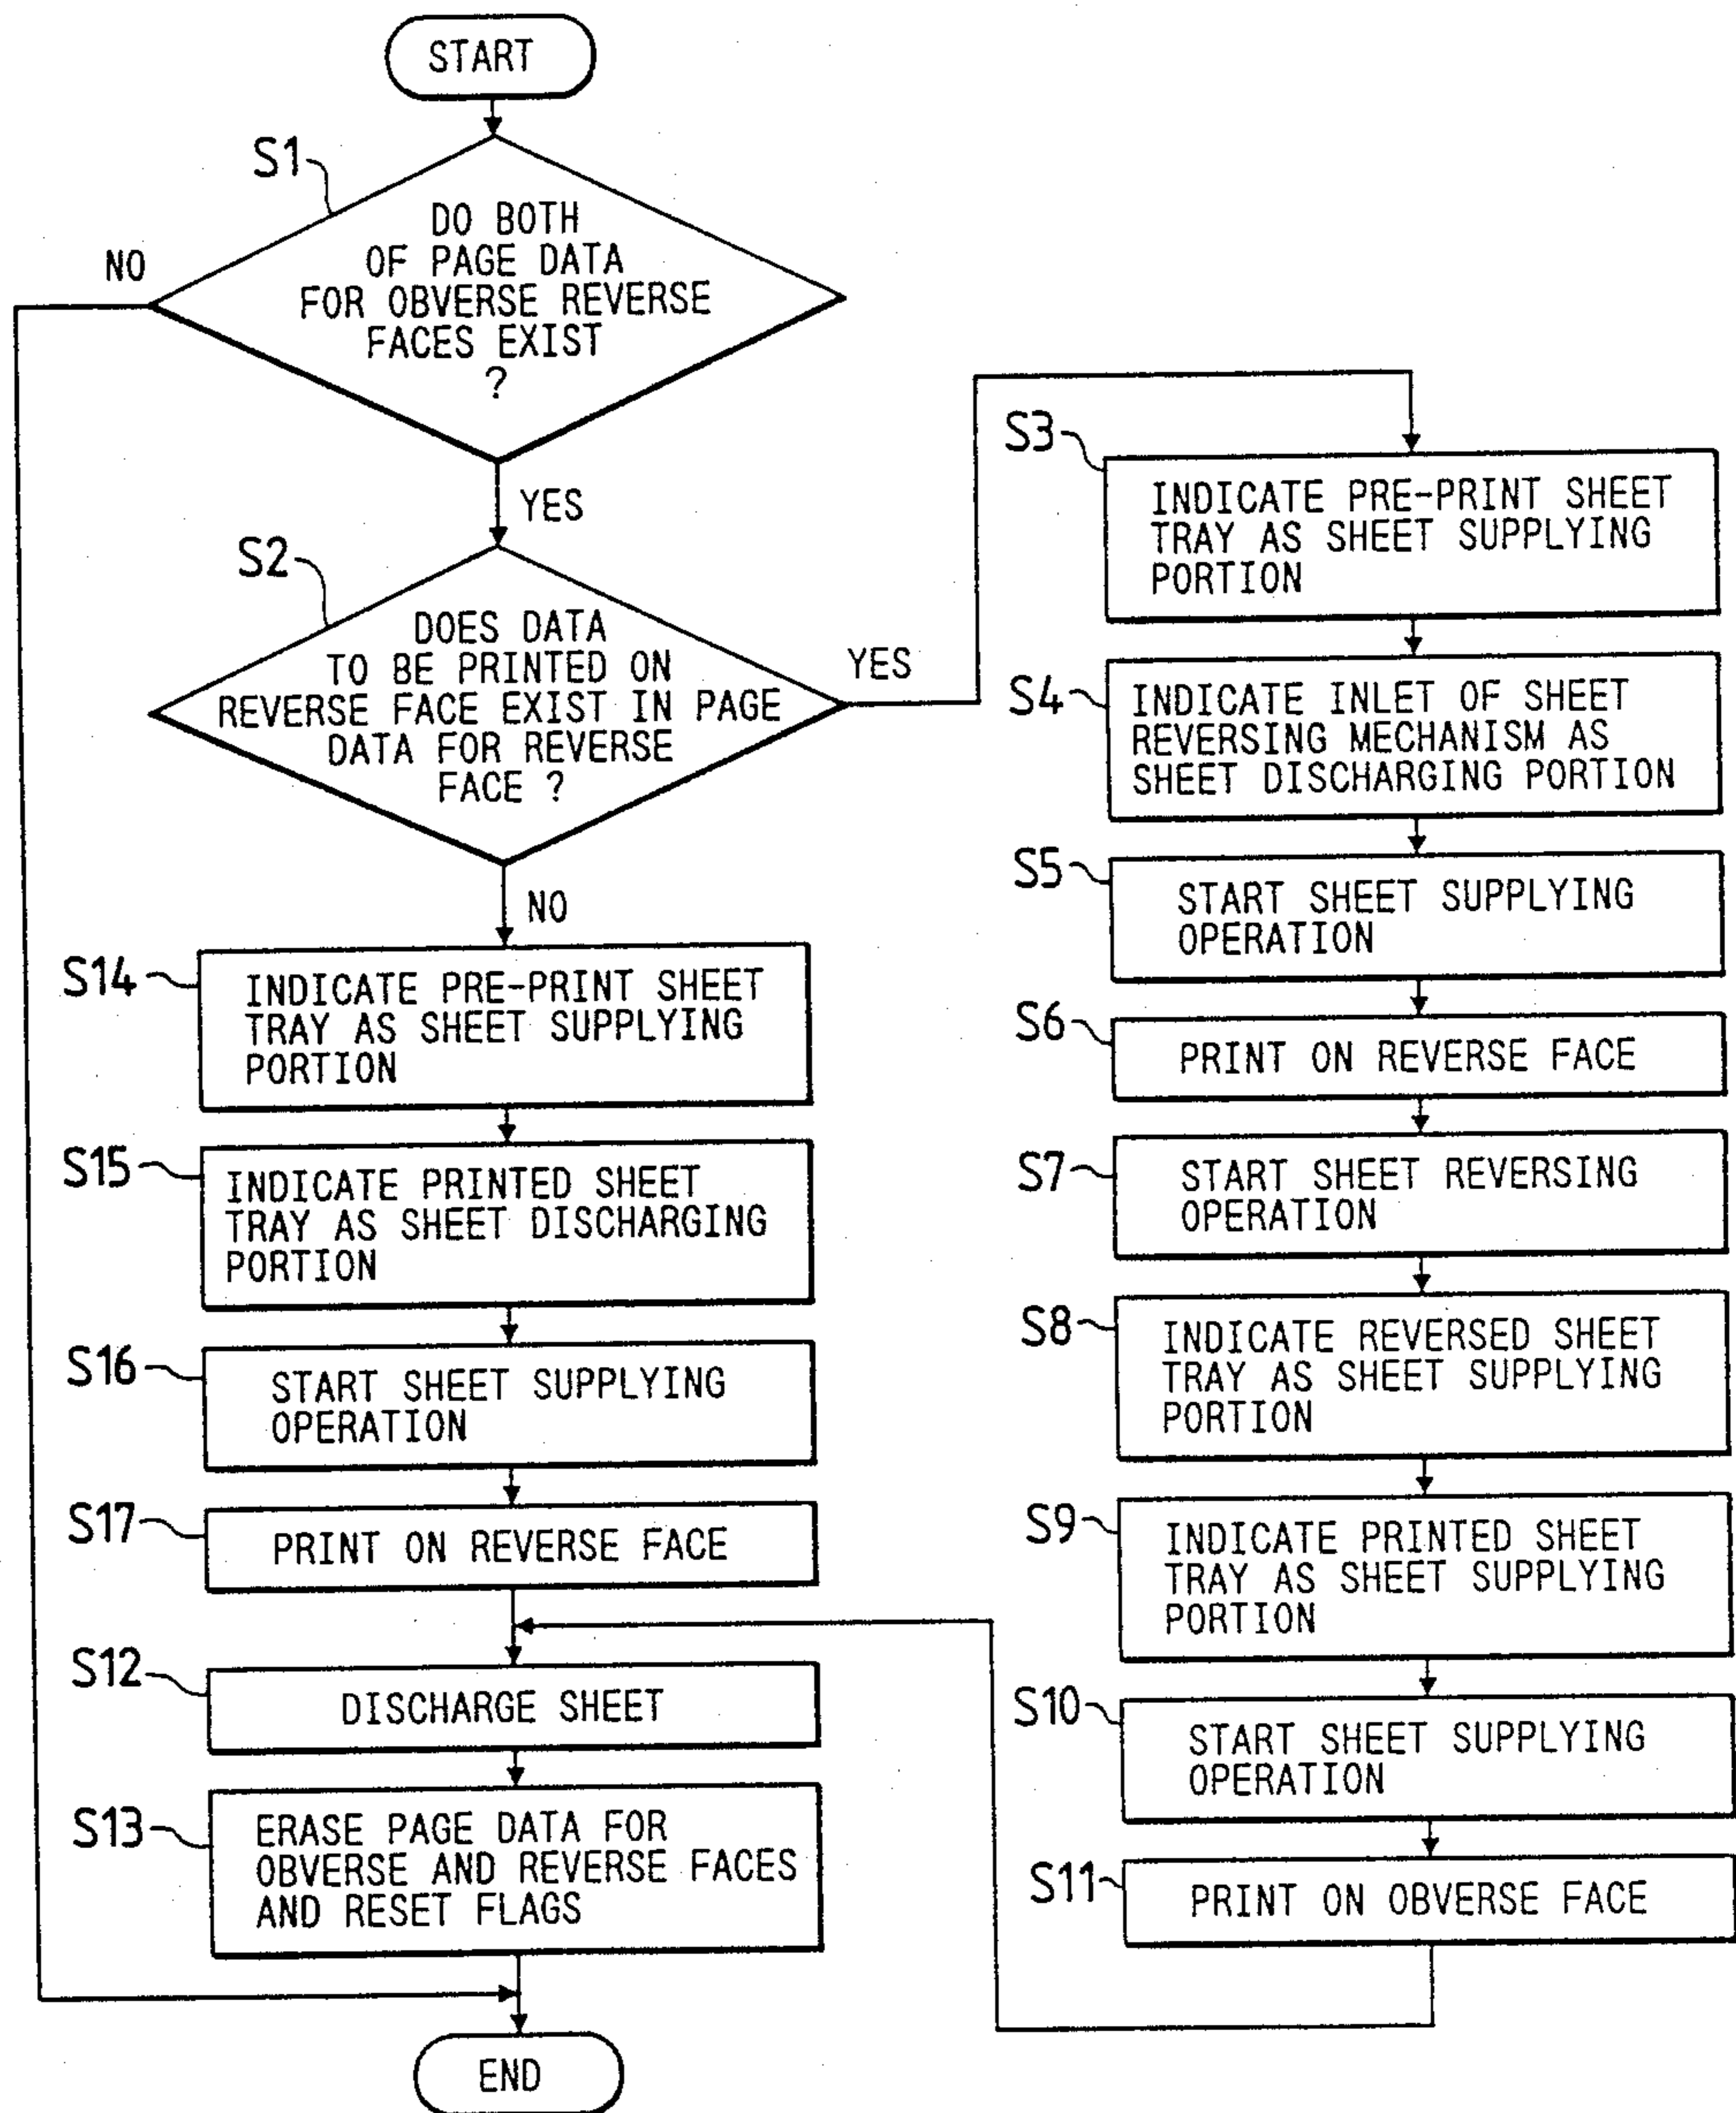 START
S1
DO BOTH
OF PAGE DATA
FOR OBVERSE REVERSE
FACES EXIST
?
NO
YES
S2
DOES DATA
TO BE PRINTED ON
REVERSE FACE EXIST IN PAGE
DATA FOR REVERSE
FACE ?
YES
NO
S3
INDICATE PRE-PRINT SHEET
TRAY AS SHEET SUPPLYING
PORTION
S4
INDICATE INLET OF SHEET
REVERSING MECHANISM AS
SHEET DISCHARGING PORTION
S5
START SHEET SUPPLYING
OPERATION
S6
PRINT ON REVERSE FACE
S7
START SHEET REVERSING
OPERATION
S8
INDICATE REVERSED SHEET
TRAY AS SHEET SUPPLYING
PORTION
S9
INDICATE PRINTED SHEET
TRAY AS SHEET SUPPLYING
PORTION
S10
START SHEET SUPPLYING
OPERATION
S11
PRINT ON OBVERSE FACE
S14
INDICATE PRE-PRINT SHEET
TRAY AS SHEET SUPPLYING
PORTION
S15
INDICATE PRINTED SHEET
TRAY AS SHEET DISCHARGING
PORTION
S16
START SHEET SUPPLYING
OPERATION
S17
PRINT ON REVERSE FACE
S12
DISCHARGE SHEET
S13
ERASE PAGE DATA FOR
OBVERSE AND REVERSE FACES
AND RESET FLAGS
END